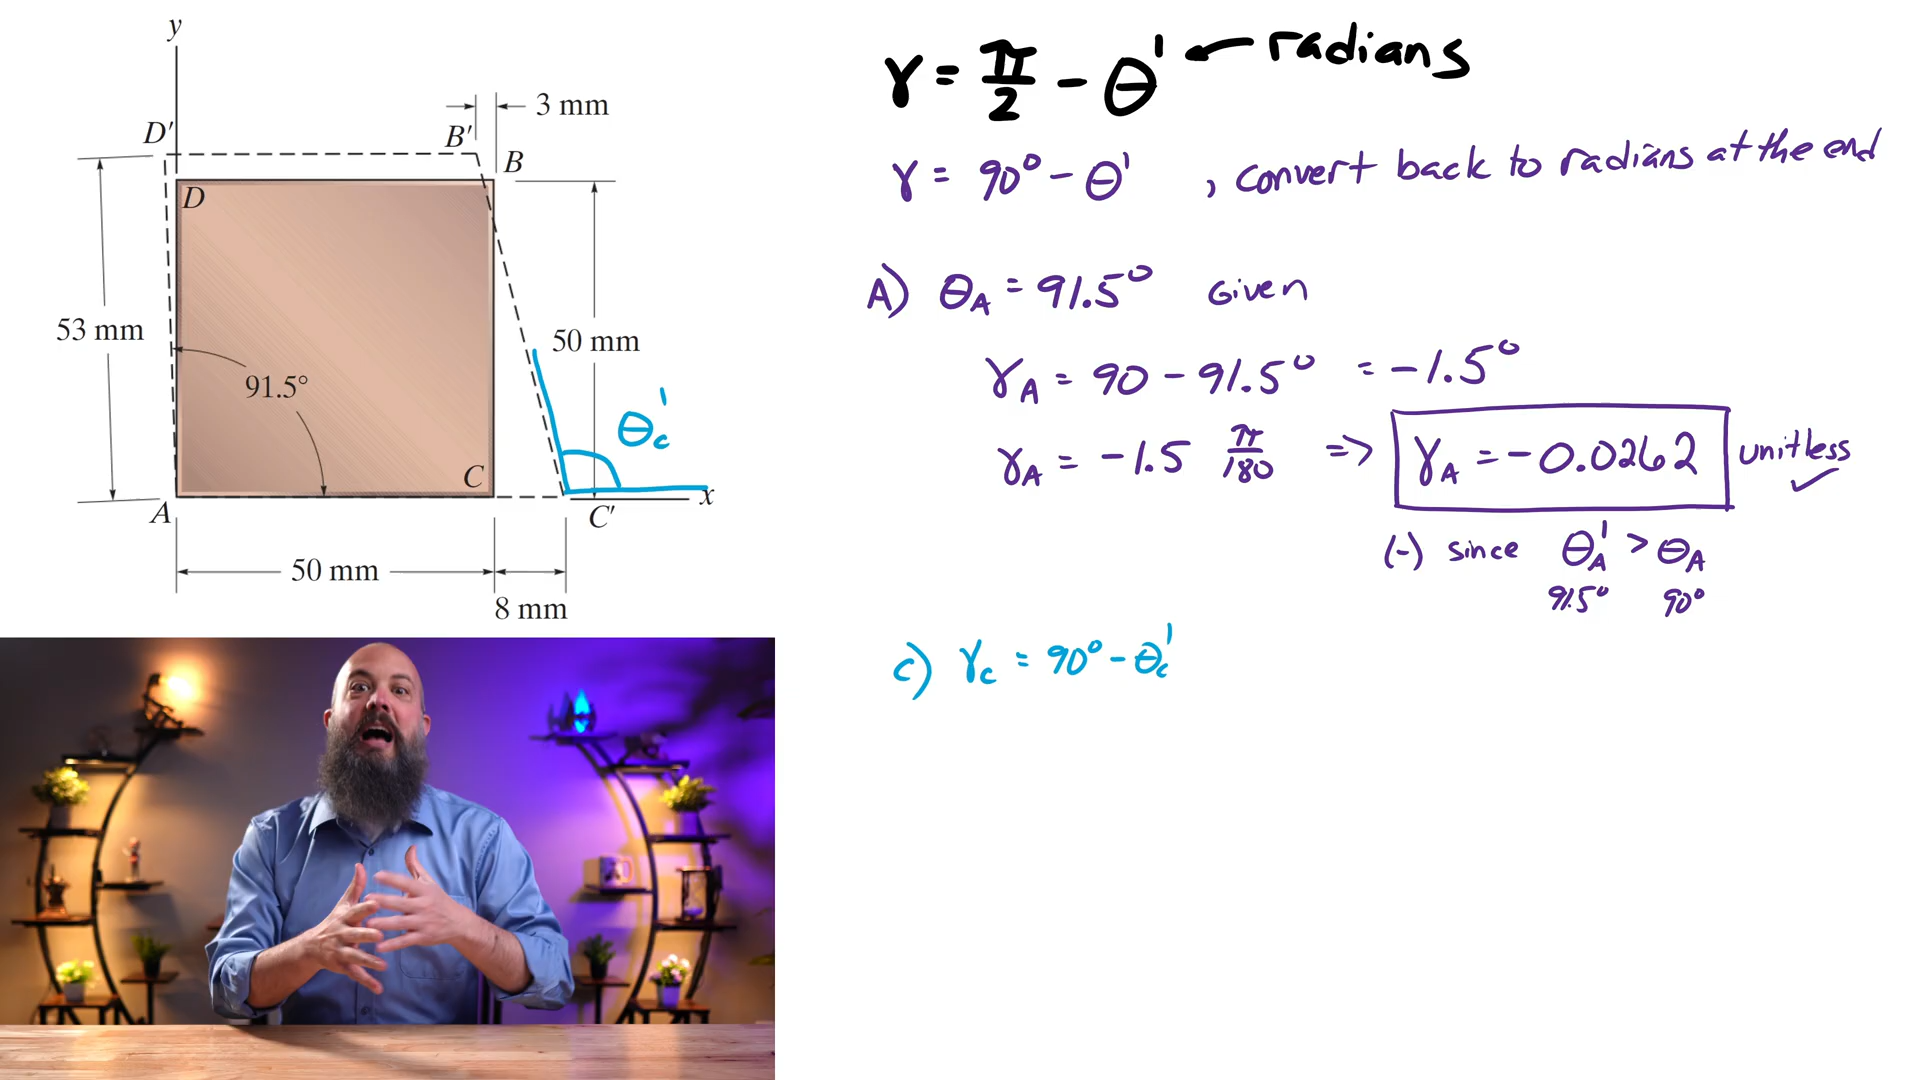 y
3 mm
D′
B′
B
D
53 mm
50 mm
91.5°
θc′
C
A
C′
x
50 mm
8 mm
γ = π/2 - θ′ ← radians
γ = 90° - θ′ , convert back to radians at the end
A) θA = 91.5° Given
γA = 90 - 91.5° = -1.5°
γA = -1.5 π/180 => γA = -0.0262 unitless ✓
(-) since θA′ > θA
91.5° 90°
C) γc = 90° - θc′